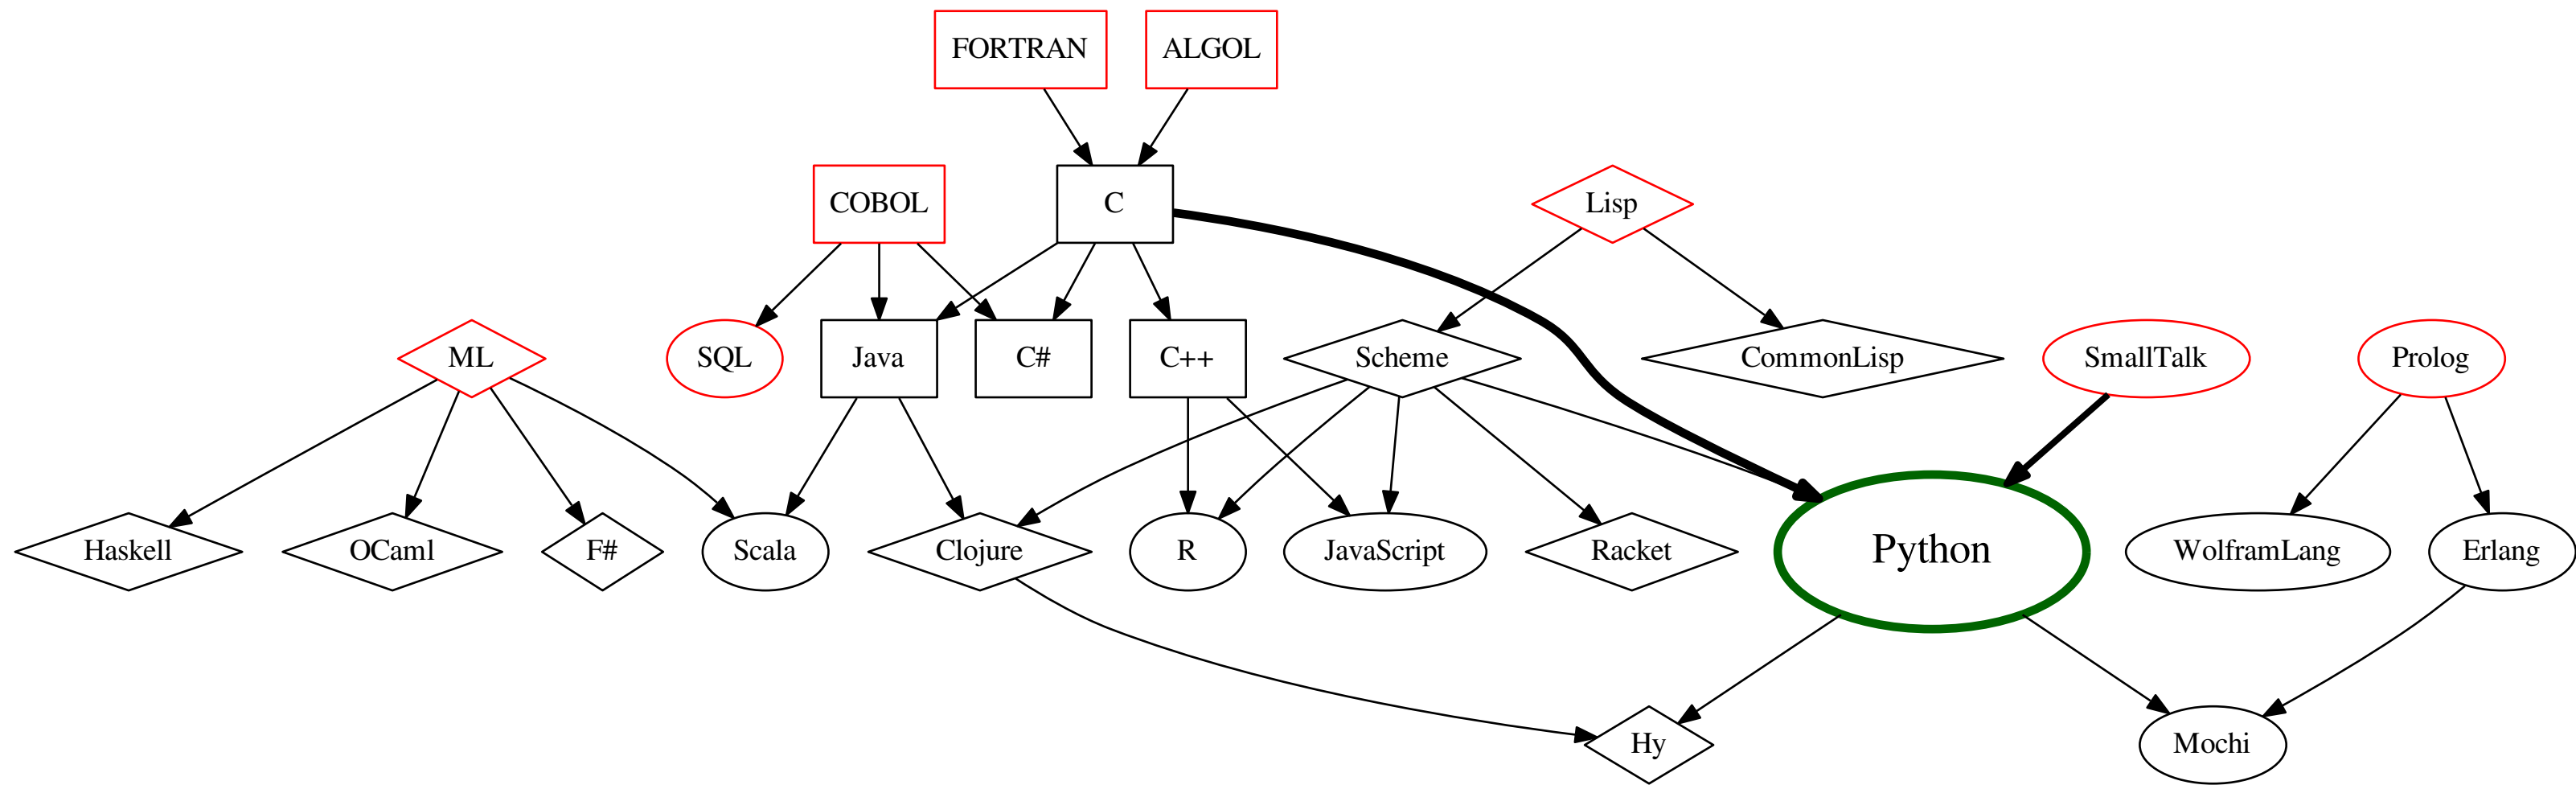 FORTRAN
ALGOL
COBOL
C
Lisp
ML
SQL
Java
C#
C++
Scheme
CommonLisp
SmallTalk
Prolog
Haskell
OCaml
F#
Scala
Clojure
R
JavaScript
Racket
Python
WolframLang
Erlang
Hy
Mochi